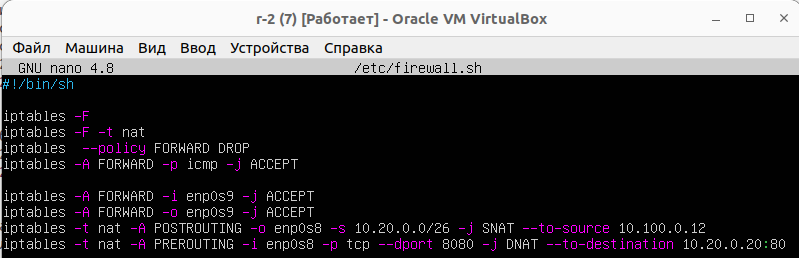 r-2 (7) [Работает] - Oracle VM VirtualBox
Файл Машина Вид Ввод Устройства Справка
GNU nano 4.8 /etc/firewall.sh
#!/bin/sh
iptables -F
iptables -F -t nat
iptables --policy FORWARD DROP
iptables -A FORWARD -p icmp -j ACCEPT
iptables -A FORWARD -i enp0s9 -j ACCEPT
iptables -A FORWARD -o enp0s9 -j ACCEPT
iptables -t nat -A POSTROUTING -o enp0s8 -s 10.20.0.0/26 -j SNAT --to-source 10.100.0.12
iptables -t nat -A PREROUTING -i enp0s8 -p tcp --dport 8080 -j DNAT --to-destination 10.20.0.20:80